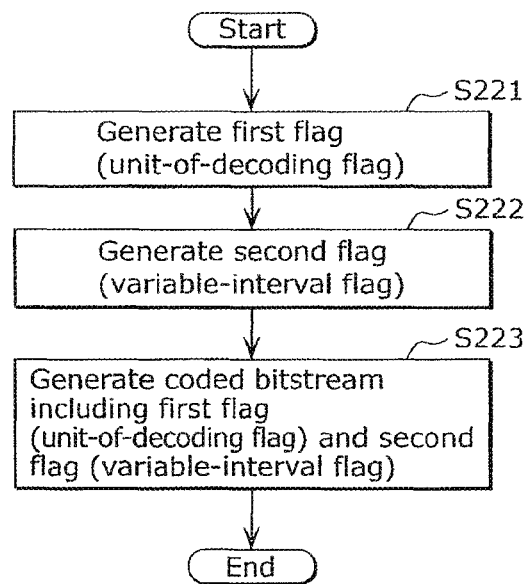 Start
S221
Generate first flag
(unit-of-decoding flag)
S222
Generate second flag
(variable-interval flag)
S223
Generate coded bitstream
including first flag
(unit-of-decoding flag) and second
flag (variable-interval flag)
End